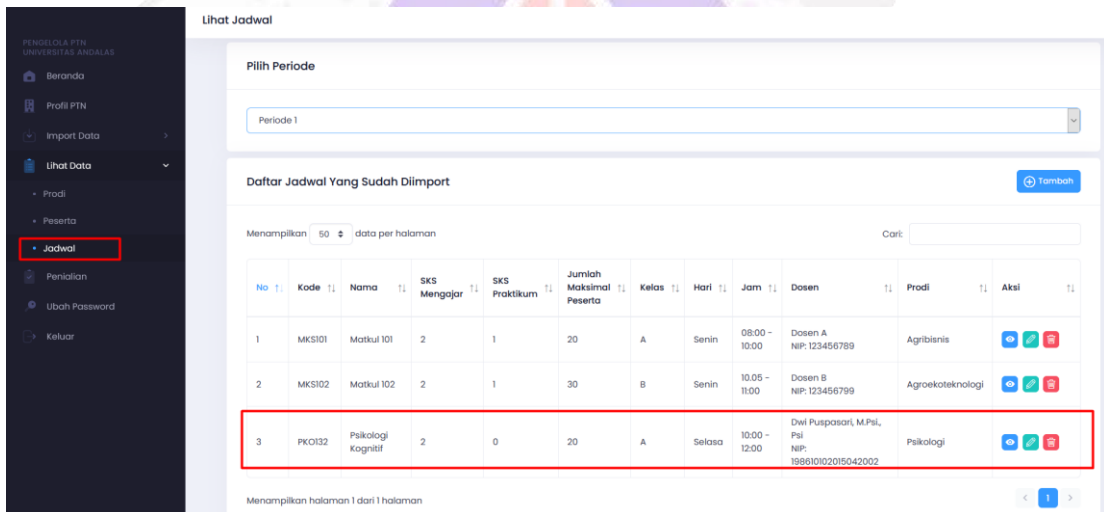 Lihat Jadwal
PENGELOLA PTN
UNIVERSITAS ANDALAS
Beranda
Profil PTN
Import Data
Lihat Data
Prodi
Peserta
Jadwal
Penialian
Ubah Password
Keluar
Pilih Periode
Periode 1
Daftar Jadwal Yang Sudah Diimport
Tambah
Menampilkan 50 data per halaman
Cari:
No Kode Nama SKS Mengajar SKS Praktikum Jumlah Maksimal Peserta Kelas Hari Jam Dosen Prodi Aksi
1 MKS101 Matkul 101 2 1 20 A Senin 08:00 - 10:00 Dosen A NIP: 123456789 Agribisnis
2 MKS102 Matkul 102 2 1 30 B Senin 10.05 - 11:00 Dosen B NIP: 123456799 Agroekoteknologi
3 PKO132 Psikologi Kognitif 2 0 20 A Selasa 10:00 - 12:00 Dwi Puspasari, M.Psi., Psi NIP: 198610102015042002 Psikologi
Menampilkan halaman 1 dari 1 halaman
1